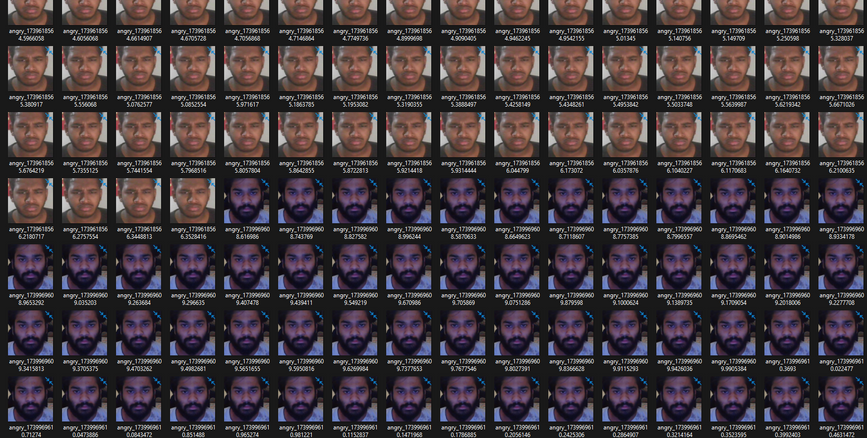 angry_173961856 angry_173961856 angry_173961856 angry_173961856 angry_173961856 angry_173961856 angry_173961856 angry_173961856 angry_173961856 angry_173961856 angry_173961856 angry_173961856 angry_173961856 angry_173961856 angry_173961856 angry_173961856
4.5966058 4.6056068 4.6614907 4.6705728 4.7056868 4.7146864 4.7749736 4.8999698 4.9090405 4.9462245 4.9542155 5.01345 5.140756 5.149709 5.250598 5.328037
angry_173961856 angry_173961856 angry_173961856 angry_173961856 angry_173961856 angry_173961856 angry_173961856 angry_173961856 angry_173961856 angry_173961856 angry_173961856 angry_173961856 angry_173961856 angry_173961856 angry_173961856 angry_173961856
5.380917 5.556068 5.0762577 5.0852554 5.971617 5.1863785 5.1953082 5.3190355 5.3888497 5.4258149 5.4348261 5.4953842 5.5033748 5.5639987 5.6219342 5.6671026
angry_173961856 angry_173961856 angry_173961856 angry_173961856 angry_173961856 angry_173961856 angry_173961856 angry_173961856 angry_173961856 angry_173961856 angry_173961856 angry_173961856 angry_173961856 angry_173961856 angry_173961856 angry_173961856
5.6764219 5.7355125 5.7441554 5.7968516 5.8057804 5.8642855 5.8722813 5.9214418 5.9314444 6.044799 6.173072 6.0357876 6.1040227 6.1170683 6.1640732 6.2100635
angry_173961856 angry_173961856 angry_173961856 angry_173961856 angry_173996960 angry_173996960 angry_173996960 angry_173996960 angry_173996960 angry_173996960 angry_173996960 angry_173996960 angry_173996960 angry_173996960 angry_173996960 angry_173996960
6.2180717 6.2757554 6.3448813 6.3528416 8.616986 8.743769 8.827582 8.996244 8.5870633 8.6649623 8.7118607 8.7757385 8.7996557 8.8695462 8.9014986 8.9334178
angry_173996960 angry_173996960 angry_173996960 angry_173996960 angry_173996960 angry_173996960 angry_173996960 angry_173996960 angry_173996960 angry_173996960 angry_173996960 angry_173996960 angry_173996960 angry_173996960 angry_173996960 angry_173996960
8.9653292 9.035203 9.263684 9.296635 9.407478 9.439411 9.549219 9.670986 9.705869 9.0751286 9.1000624 9.1389735 9.1709054 9.2018006 9.2277708
angry_173996960 angry_173996960 angry_173996960 angry_173996960 angry_173996960 angry_173996960 angry_173996960 angry_173996960 angry_173996960 angry_173996960 angry_173996960 angry_173996960 angry_173996960 angry_173996960 angry_173996961 angry_173996961
9.3415813 9.3705375 9.4703262 9.4982681 9.5651655 9.5950816 9.6269984 9.7377653 9.7677546 9.8027391 9.8366628 9.9115293 9.9426036 9.9905384 0.3693 0.022477
angry_173996961 angry_173996961 angry_173996961 angry_173996961 angry_173996961 angry_173996961 angry_173996961 angry_173996961 angry_173996961 angry_173996961 angry_173996961 angry_173996961 angry_173996961 angry_173996961 angry_173996961 angry_173996961
0.71274 0.0473886 0.0843472 0.851488 0.965274 0.981221 0.1152837 0.1471968 0.1786885 0.2056146 0.2425306 0.2864907 0.3214164 0.3523595 0.3992403 0.4631472